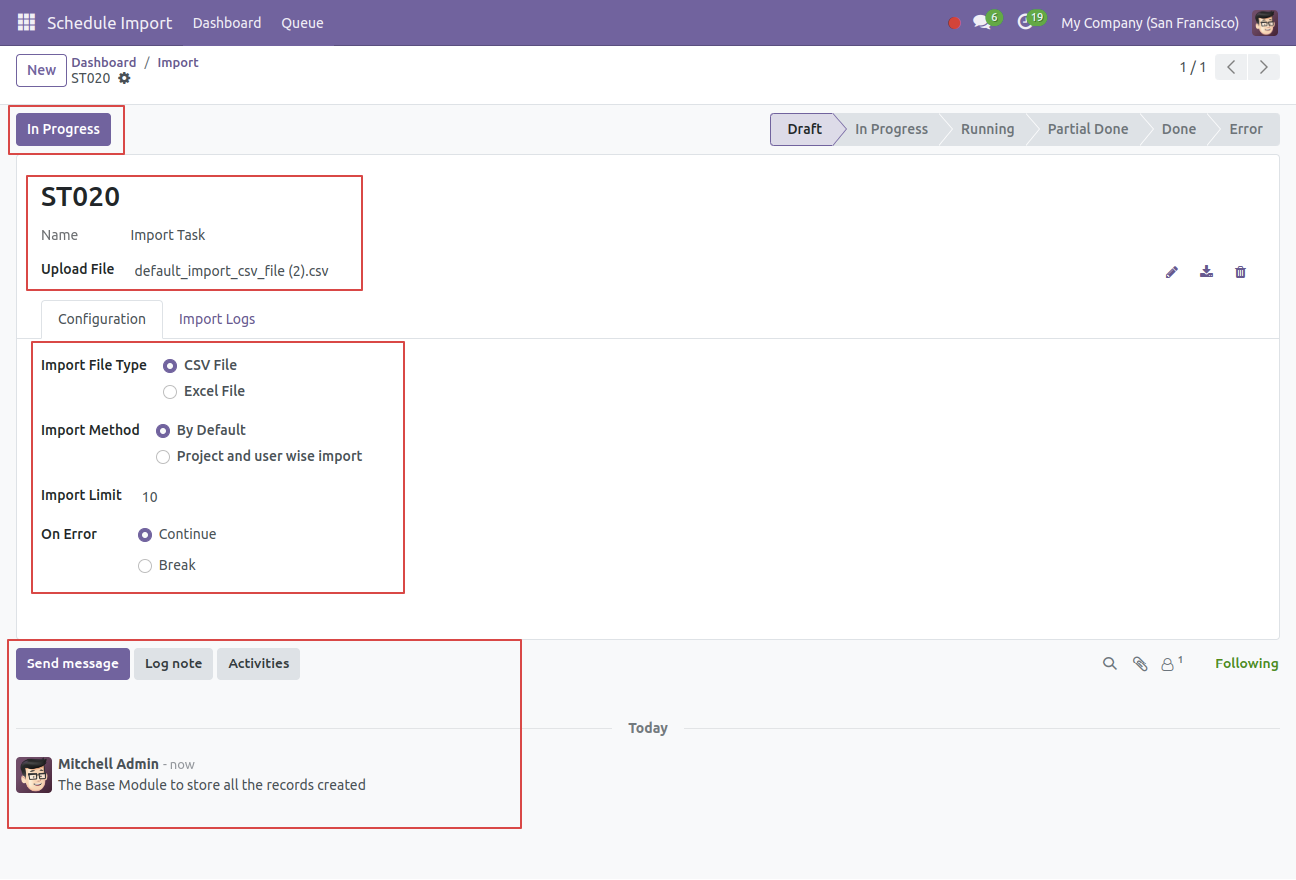 Schedule Import Dashboard Queue 6 19 My Company (San Francisco)
New Dashboard / Import 1 / 1
ST020
In Progress Draft In Progress Running Partial Done Done Error
ST020
Name Import Task
Upload File default_import_csv_file (2).csv
Configuration Import Logs
Import File Type CSV File
Excel File
Import Method By Default
Project and user wise import
Import Limit 10
On Error Continue
Break
Send message Log note Activities 1 Following
Today
Mitchell Admin - now
The Base Module to store all the records created